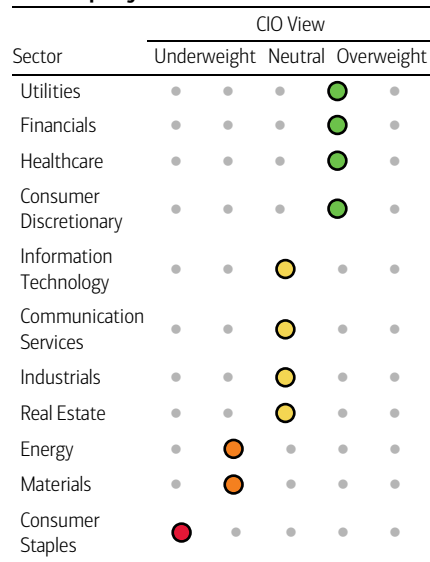 CIO View
Sector Underweight Neutral Overweight
Utilities
Financials
Healthcare
Consumer
Discretionary
Information
Technology
Communication
Services
Industrials
Real Estate
Energy
Materials
Consumer
Staples